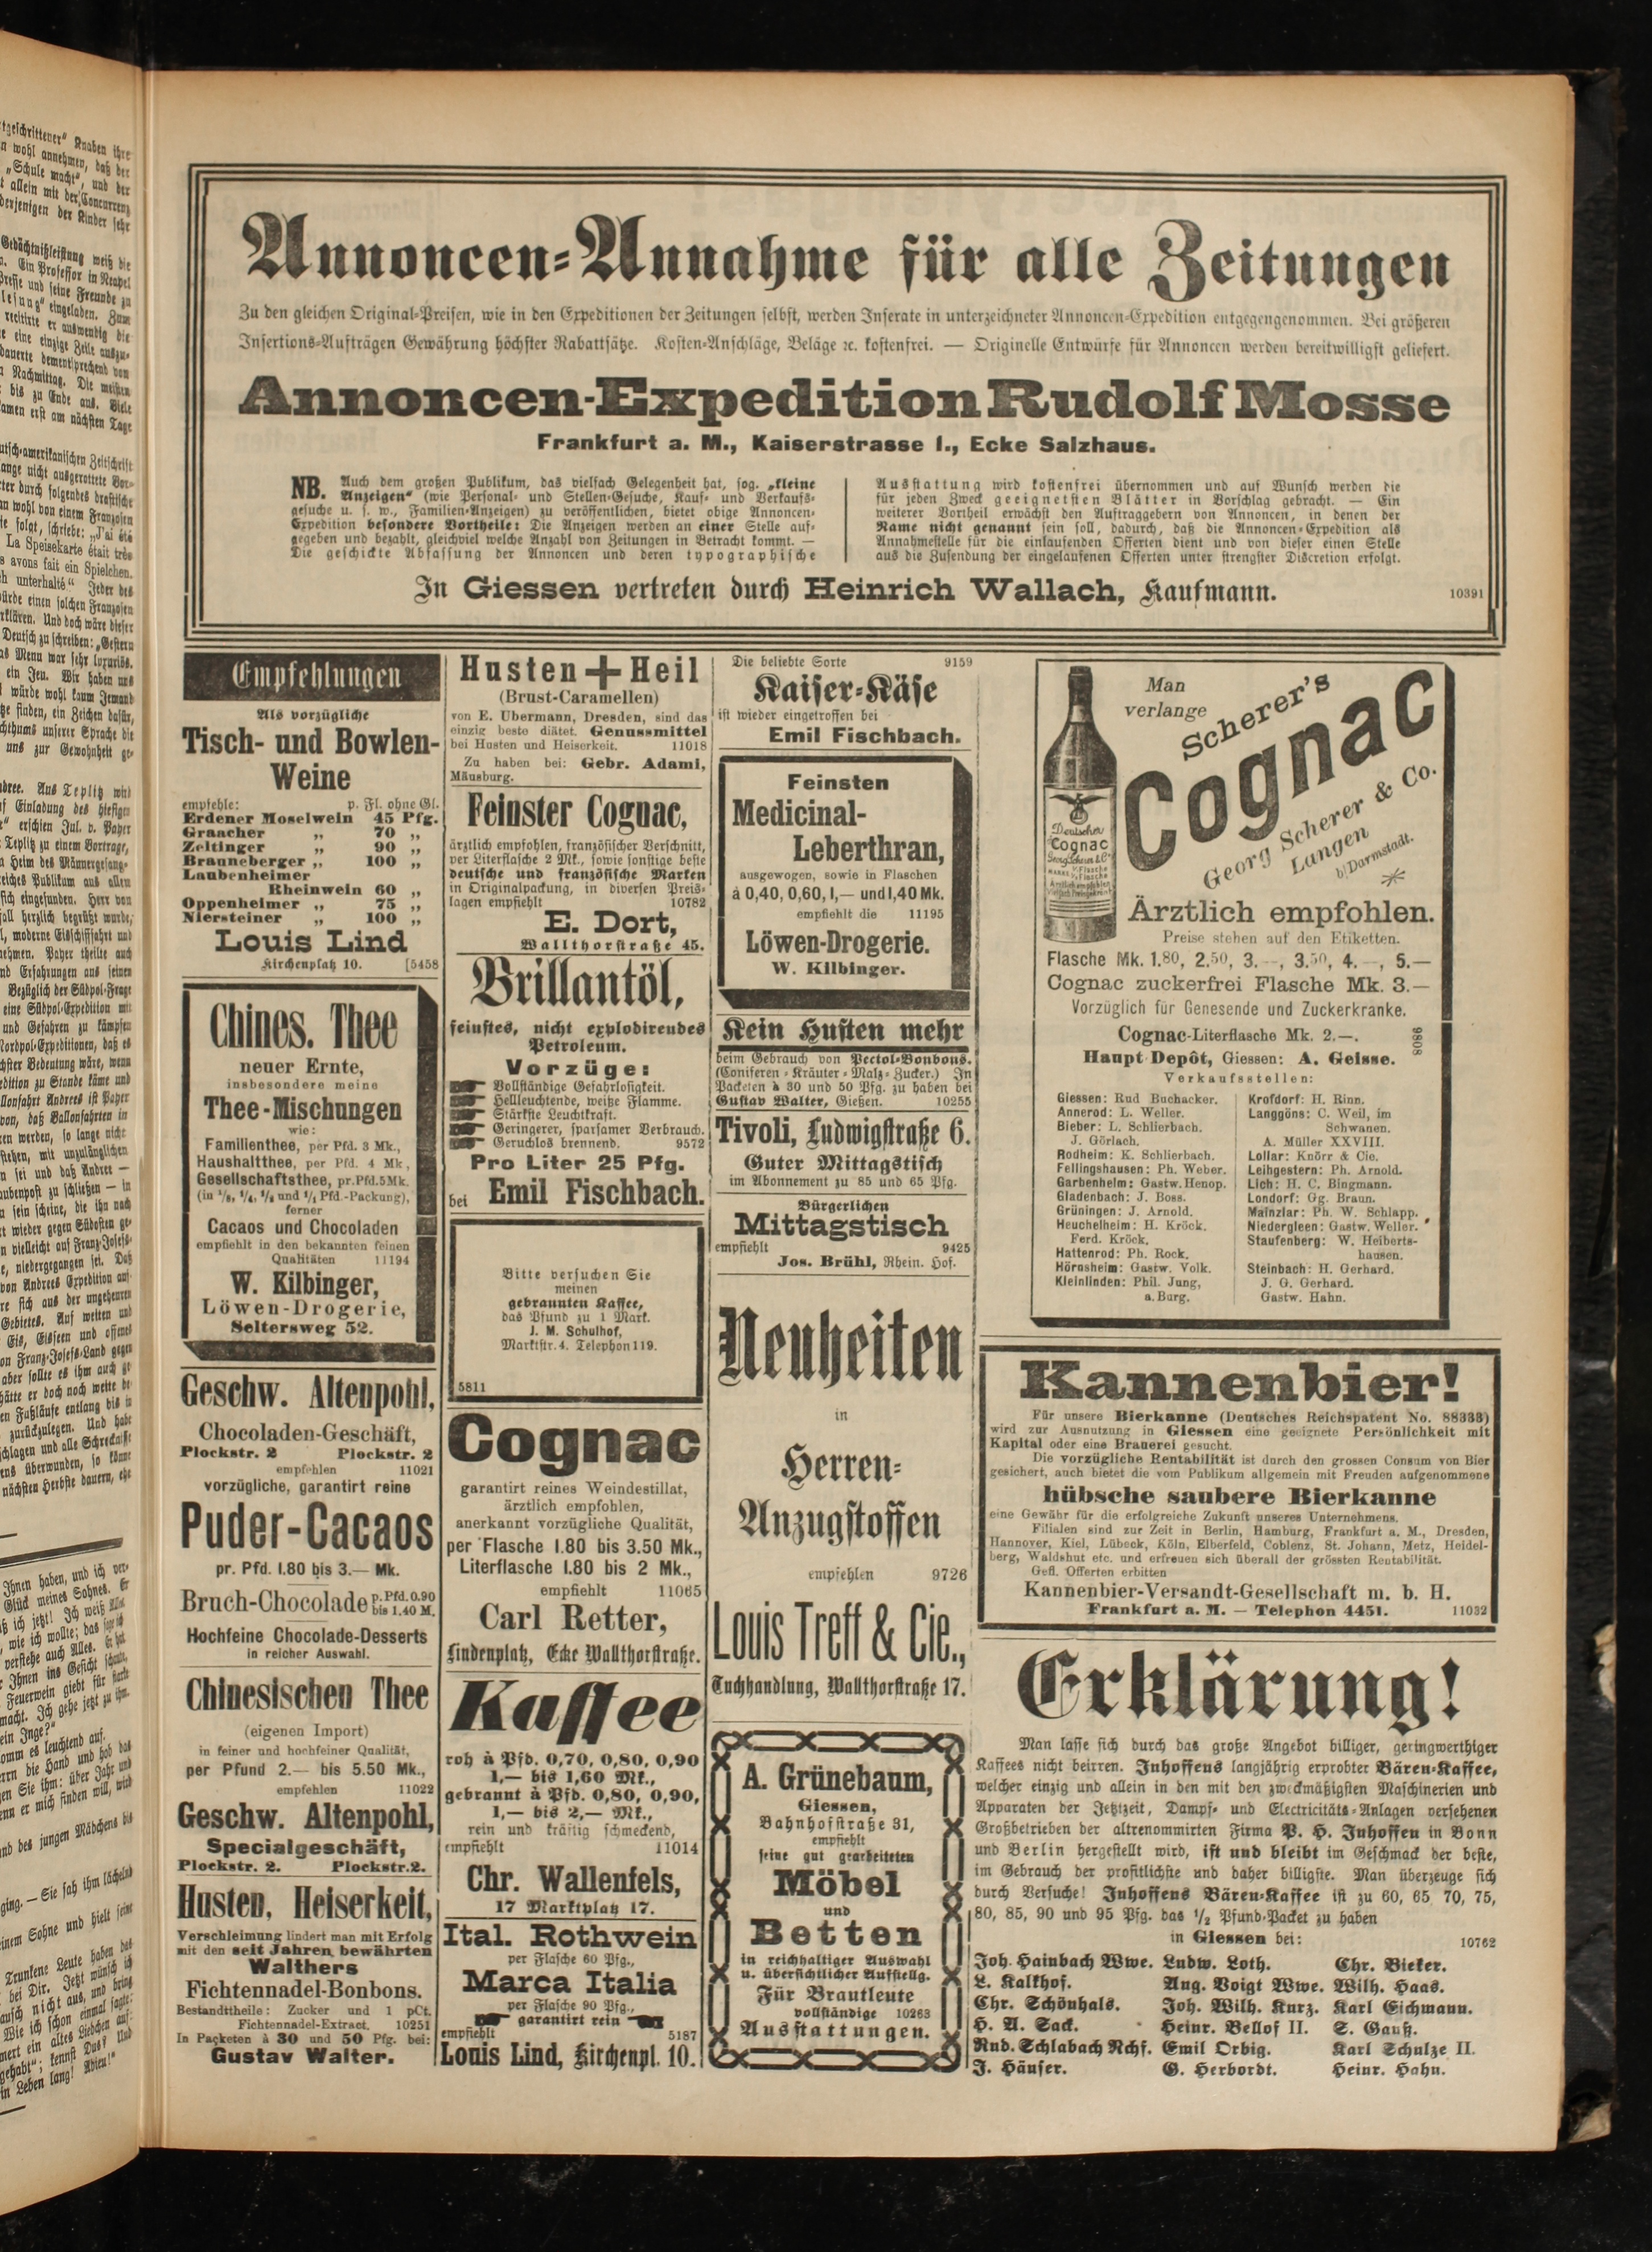 Annoncen-Annahme für alle Zeitungen
Zu den gleichen Original-Preisen, wie in den Expeditionen der Zeitungen selbst, werden Inserate in unterzeichneter Annoncen-Expedition entgegengenommen. Bei größeren
Insertions-Aufträgen Gewährung höchster Rabattsätze. Kosten-Anschläge, Beläge ꝛc. kostenfrei. — Originelle Entwürfe für Annoncen werden bereitwilligst geliefert.
Annoncen-Expedition Rudolf Mosse
Frankfurt a. M., Kaiserstrasse 1., Ecke Salzhaus.
NB. Auch dem großen Publikum, das vielfach Gelegenheit hat, sog. „kleine
Anzeigen“ (wie Personal- und Stellen-Gesuche, Kauf- und Verkaufs-
gesuche u. s. w., Familien-Anzeigen) zu veröffentlichen, bietet obige Annoncen-
Expedition besondere Vortheile: Die Anzeigen werden an einer Stelle auf-
gegeben und bezahlt, gleichviel welche Anzahl von Zeitungen in Betracht kommt. —
Die geschickte Abfassung der Annoncen und deren typographische
Ausstattung wird kostenfrei übernommen und auf Wunsch werden die
für jeden Zweck geeignetsten Blätter in Vorschlag gebracht. — Ein
weiterer Vortheil erwächst den Auftraggebern von Annoncen, in denen der
Name nicht genannt sein soll, dadurch, daß die Annoncen-Expedition als
Annahmestelle für die einlaufenden Offerten dient und von dieser einen Stelle
aus die Zusendung der eingelaufenen Offerten unter strengster Discretion erfolgt.
In Giessen vertreten durch Heinrich Wallach, Kaufmann. 10391
Empfehlungen
Als vorzügliche
Tisch- und Bowlen-
Weine
empfehle: p. Fl. ohne Gl.
Erdener Moselwein 45 Pfg.
Graacher „ 70 „
Zeltinger „ 90 „
Brauneberger „ 100 „
Laubenheimer
Rheinwein 60 „
Oppenheimer „ 75 „
Niersteiner „ 100 „
Louis Lind
Kirchenplatz 10. [5458
Chines. Thee
neuer Ernte,
insbesondere meine
Thee-Mischungen
wie:
Familienthee, per Pfd. 3 Mk.,
Haushaltthee, per Pfd. 4 Mk.,
Gesellschaftsthee, pr. Pfd. 5 Mk.
(in 1/8, 1/4, 1/2 und 1/1 Pfd.-Packung),
ferner
Cacaos und Chocoladen
empfiehlt in den bekannten feinen
Qualitäten 11194
W. Kilbinger,
Löwen-Drogerie,
Seltersweg 52.
Geschw. Altenpohl,
Chocoladen-Geschäft,
Plockstr. 2 Plockstr. 2
empfehlen 11021
vorzügliche, garantirt reine
Puder-Cacaos
pr. Pfd. 1.80 bis 3.— Mk.
Bruch-Chocolade p. Pfd. 0.90
bis 1.40 M.
Hochfeine Chocolade-Desserts
in reicher Auswahl.
Chinesischen Thee
(eigenen Import)
in feiner und hochfeiner Qualität,
per Pfund 2.— bis 5.50 Mk.,
empfehlen 11022
Geschw. Altenpohl,
Specialgeschäft,
Plockstr. 2. Plockstr. 2.
Husten, Heiserkeit,
Verschleimung lindert man mit Erfolg
mit den seit Jahren bewährten
Walthers
Fichtennadel-Bonbons.
Bestandttheile: Zucker und 1 pCt.
Fichtennadel-Extract. 10251
In Packeten à 30 und 50 Pfg. bei:
Gustav Walter.
Husten + Heil
(Brust-Caramellen)
von E. Übermann, Dresden, sind das
einzig beste diätet. Genussmittel
bei Husten und Heiserkeit. 11018
Zu haben bei: Gebr. Adami,
Mäusburg.
Feinster Cognac,
ärztlich empfohlen, französischer Verschnitt,
per Literflasche 2 Mk., sowie sonstige beste
deutsche und französische Marken
in Originalpackung, in diversen Preis-
lagen empfiehlt 10782
E. Dort,
Wallthorstraße 45.
Brillantöl,
feinstes, nicht explodirendes
Petroleum.
Vorzüge:
Vollständige Gefahrlosigkeit.
Hellleuchtende, weiße Flamme.
Stärkste Leuchtkraft.
Geringerer, sparsamer Verbrauch.
Geruchlos brennend. 9572
Pro Liter 25 Pfg.
bei Emil Fischbach.
Bitte versuchen Sie
meinen
gebrannten Kaffee,
das Pfund zu 1 Mark.
J. M. Schulhof,
Marktstr. 4. Telephon 119.
5811
Cognac
garantirt reines Weindestillat,
ärztlich empfohlen,
anerkannt vorzügliche Qualität,
per Flasche 1.80 bis 3.50 Mk.,
Literflasche 1.80 bis 2 Mk.,
empfiehlt 11065
Carl Retter,
Lindenplatz, Ecke Wallthorstraße.
Kaffee
roh à Pfd. 0,70, 0,80, 0,90
1,— bis 1,60 Mk.,
gebrannt à Pfd. 0,80, 0,90,
1,— bis 2,— Mk.,
rein und kräftig schmeckend,
empfiehlt 11014
Chr. Wallenfels,
17 Marktplatz 17.
Ital. Rothwein
per Flasche 60 Pfg.,
Marca Italia
per Flasche 90 Pfg.,
garantirt rein
empfiehlt 5187
Louis Lind, Kirchenpl. 10.
Die beliebte Sorte 9159
Kaiser-Käse
ist wieder eingetroffen bei
Emil Fischbach.
Feinsten
Medicinal-
Leberthran,
ausgewogen, sowie in Flaschen
à 0,40, 0,60, 1,— und 1,40 Mk.
empfiehlt die 11195
Löwen-Drogerie.
W. Kilbinger.
Kein Husten mehr
beim Gebrauch von Pectol-Bonbons.
(Coniferen-Kräuter-Malz-Zucker.) In
Packeten à 30 und 50 Pfg. zu haben bei
Gustav Walter, Gießen. 10255
Tivoli, Ludwigstraße 6.
Guter Mittagstisch
im Abonnement zu 85 und 65 Pfg.
Bürgerlichen
Mittagstisch
empfiehlt 9425
Jos. Brühl, Rhein. Hof.
Neuheiten
in
Herren-
Anzugstoffen
empfehlen 9726
Louis Treff & Cie.,
Tuchhandlung, Wallthorstraße 17.
A. Grünebaum,
Giessen,
Bahnhofstraße 31,
empfiehlt
seine gut gearbeiteten
Möbel
und
Betten
in reichhaltiger Auswahl
u. übersichtlicher Aufstellg.
Für Brautleute
vollständige 10263
Ausstattungen.
Man
verlange
Scherer's
Cognac
Georg Scherer & Co.
Langen
b/Darmstadt.
Deutscher
Cognac
Ärztlich empfohlen.
Preise stehen auf den Etiketten.
Flasche Mk. 1.80, 2.50, 3.—, 3.50, 4.—, 5.—
Cognac zuckerfrei Flasche Mk. 3.—
Vorzüglich für Genesende und Zuckerkranke.
Cognac-Literflasche Mk. 2.—.
Haupt Depôt, Giessen: A. Geisse.
9808
Verkaufsstellen:
Giessen: Rud Buchacker.
Annerod: L. Weller.
Bieber: L. Schlierbach.
J. Görlach.
Rodheim: K. Schlierbach.
Fellingshausen: Ph. Weber.
Garbenheim: Gastw. Henop.
Gladenbach: J. Boss.
Grüningen: J. Arnold.
Heuchelheim: H. Kröck.
Ferd. Kröck.
Hattenrod: Ph. Rock.
Hörnsheim: Gastw. Volk.
Kleinlinden: Phil. Jung,
a. Burg.
Krofdorf: H. Rinn.
Langgöns: C. Weil, im
Schwanen.
A. Müller XXVIII.
Lollar: Knörr & Cie.
Leihgestern: Ph. Arnold.
Lich: H. C. Bingmann.
Londorf: Gg. Braun.
Mainzlar: Ph. W. Schlapp.
Niedergleen: Gastw. Weller.
Staufenberg: W. Heiberts-
hausen.
Steinbach: H. Gerhard.
J. G. Gerhard.
Gastw. Hahn.
Kannenbier!
Für unsere Bierkanne (Deutsches Reichspatent No. 88333)
wird zur Ausnutzung in Giessen eine geeignete Persönlichkeit mit
Kapital oder eine Brauerei gesucht.
Die vorzügliche Rentabilität ist durch den grossen Consum von Bier
gesichert, auch bietet die vom Publikum allgemein mit Freuden aufgenommene
hübsche saubere Bierkanne
eine Gewähr für die erfolgreiche Zukunft unseres Unternehmens.
Filialen sind zur Zeit in Berlin, Hamburg, Frankfurt a. M., Dresden,
Hannover, Kiel, Lübeck, Köln, Elberfeld, Coblenz, St. Johann, Metz, Heidel-
berg, Waldshut etc. und erfreuen sich überall der grössten Rentabilität.
Gefl. Offerten erbitten
Kannenbier-Versandt-Gesellschaft m. b. H.
Frankfurt a. M. — Telephon 4451. 11032
Erklärung!
Man lasse sich durch das große Angebot billiger, geringwerthiger
Kaffees nicht beirren. Inhoffens langjährig erprobter Bären-Kaffee,
welcher einzig und allein in den mit den zweckmäßigsten Maschinerien und
Apparaten der Jetztzeit, Dampf- und Electricitäts-Anlagen versehenen
Großbetrieben der altrenommirten Firma P. H. Inhoffen in Bonn
und Berlin hergestellt wird, ist und bleibt im Geschmack der beste,
im Gebrauch der profitlichste und daher billigste. Man überzeuge sich
durch Versuche! Inhoffens Bären-Kaffee ist zu 60, 65 70, 75,
80, 85, 90 und 95 Pfg. das 1/2 Pfund-Packet zu haben
in Giessen bei: 10762
Joh. Hainbach Wwe. Ludw. Loth. Chr. Bieker.
L. Kalkhof. Aug. Voigt Wwe. Wilh. Haas.
Chr. Schönhals. Joh. Wilh. Kurz. Karl Eichmann.
H. A. Sack. Heinr. Bellof II. S. Gauß.
Rud. Schlabach Nchf. Emil Orbig. Karl Schulze II.
J. Häuser. G. Herbordt. Heinr. Hahn.